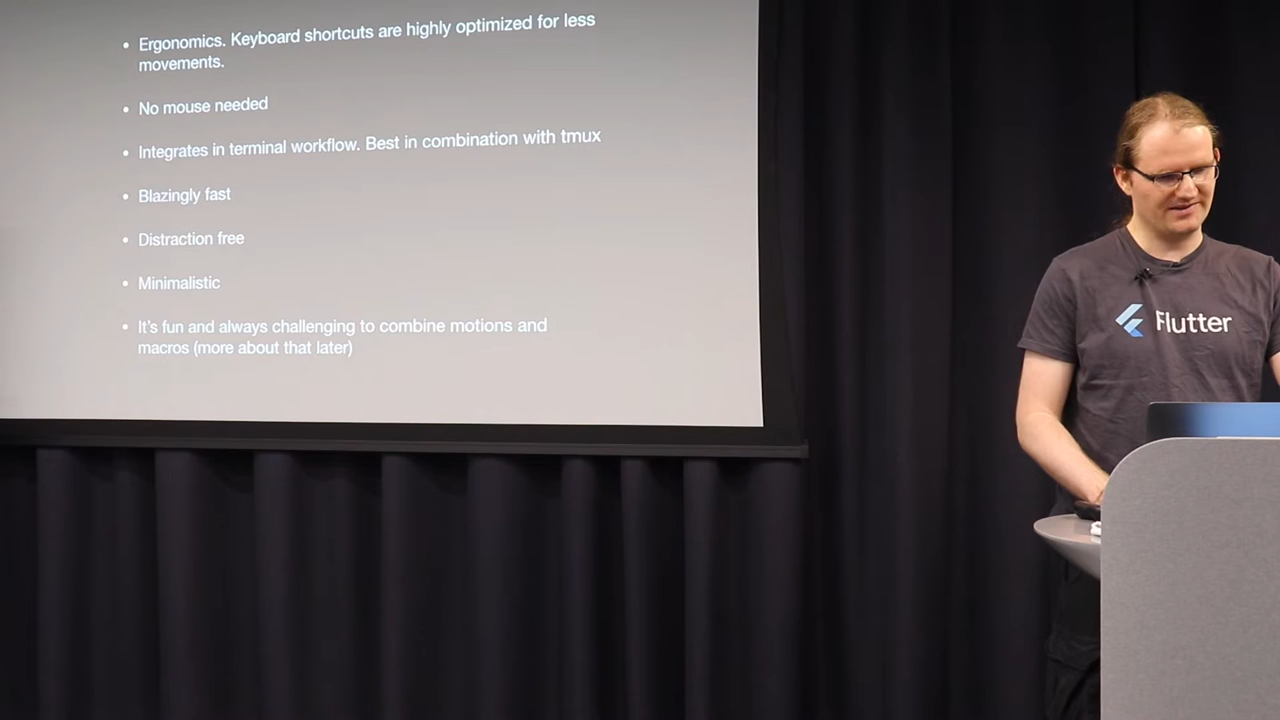 • Ergonomics. Keyboard shortcuts are highly optimized for less
movements.
• No mouse needed
• Integrates in terminal workflow. Best in combination with tmux
• Blazingly fast
• Distraction free
• Minimalistic
• It's fun and always challenging to combine motions and
macros (more about that later)
Flutter